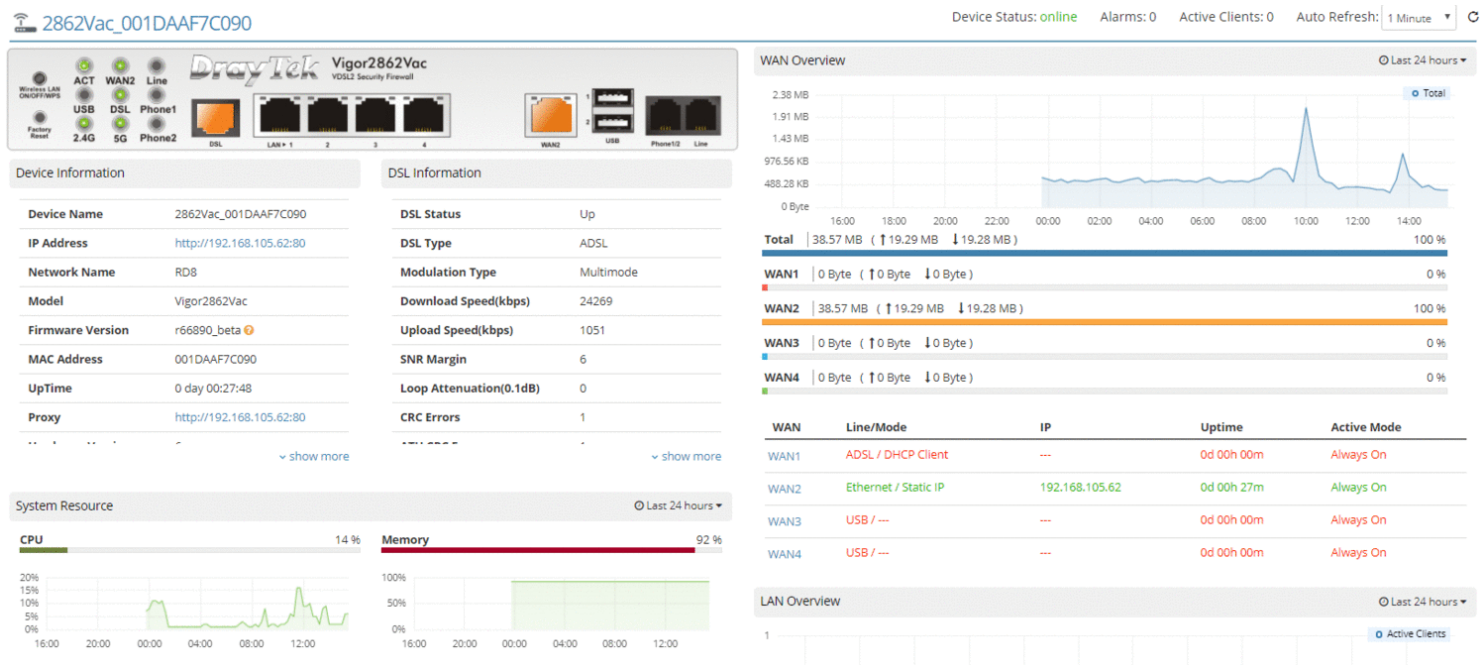 2862Vac_001DAAF7C090
Device Status: online Alarms: 0 Active Clients: 0 Auto Refresh: 1 Minute
Wireless LAN
ON/OFF/WPS
Factory
Reset
ACT WAN2 Line
USB DSL Phone1
2.4G 5G Phone2
DrayTek Vigor2862Vac
VDSL2 Security Firewall
DSL LAN 1 2 3 4 WAN2 1 2 USB Phone1/2 Line
Device Information
Device Name 2862Vac_001DAAF7C090
IP Address http://192.168.105.62:80
Network Name RD8
Model Vigor2862Vac
Firmware Version r66890_beta
MAC Address 001DAAF7C090
UpTime 0 day 00:27:48
Proxy http://192.168.105.62:80
show more
DSL Information
DSL Status Up
DSL Type ADSL
Modulation Type Multimode
Download Speed(kbps) 24269
Upload Speed(kbps) 1051
SNR Margin 6
Loop Attenuation(0.1dB) 0
CRC Errors 1
show more
System Resource Last 24 hours
CPU 14 %
20%
15%
10%
5%
0%
16:00 20:00 00:00 04:00 08:00 12:00
Memory 92 %
100%
50%
0%
16:00 20:00 00:00 04:00 08:00 12:00
WAN Overview Last 24 hours
Total
2.38 MB
1.91 MB
1.43 MB
976.56 KB
488.28 KB
0 Byte
16:00 18:00 20:00 22:00 00:00 02:00 04:00 06:00 08:00 10:00 12:00 14:00
Total 38.57 MB ( ↑19.29 MB ↓19.28 MB ) 100 %
WAN1 0 Byte ( ↑0 Byte ↓0 Byte ) 0 %
WAN2 38.57 MB ( ↑19.29 MB ↓19.28 MB ) 100 %
WAN3 0 Byte ( ↑0 Byte ↓0 Byte ) 0 %
WAN4 0 Byte ( ↑0 Byte ↓0 Byte ) 0 %
WAN Line/Mode IP Uptime Active Mode
WAN1 ADSL / DHCP Client --- 0d 00h 00m Always On
WAN2 Ethernet / Static IP 192.168.105.62 0d 00h 27m Always On
WAN3 USB / --- --- 0d 00h 00m Always On
WAN4 USB / --- --- 0d 00h 00m Always On
LAN Overview Last 24 hours
1
Active Clients